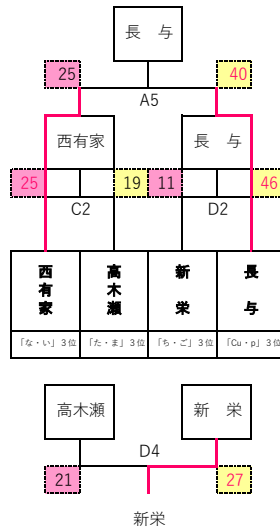 長　与
25 40
A5
西有家 長　与
25 19 11 46
C2 D2
西有家 高木瀬 新栄 長与
「な・い」３位 「た・ま」３位 「ち・ご」３位 「Cu・p」３位
高木瀬 新　栄
D4
21 27
新栄